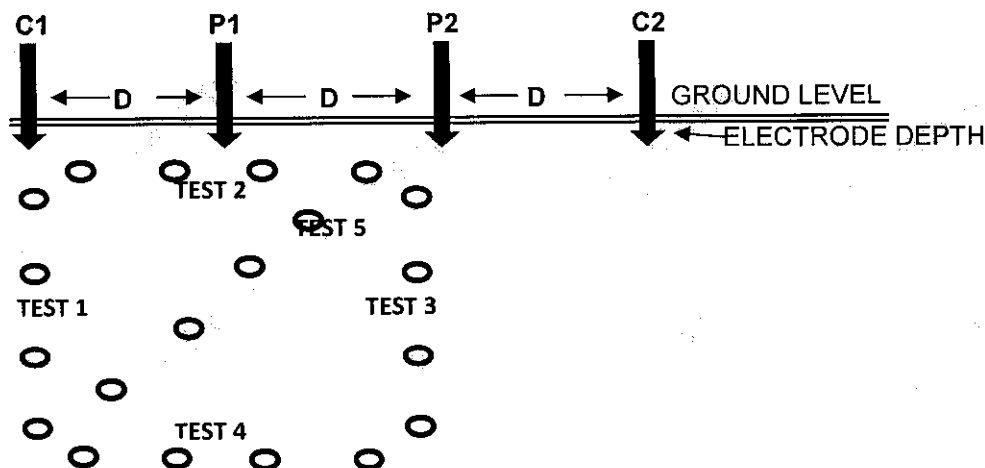 C1 P1 P2 C2
D D D
GROUND LEVEL
ELECTRODE DEPTH
TEST 2
TEST 5
TEST 1
TEST 3
TEST 4